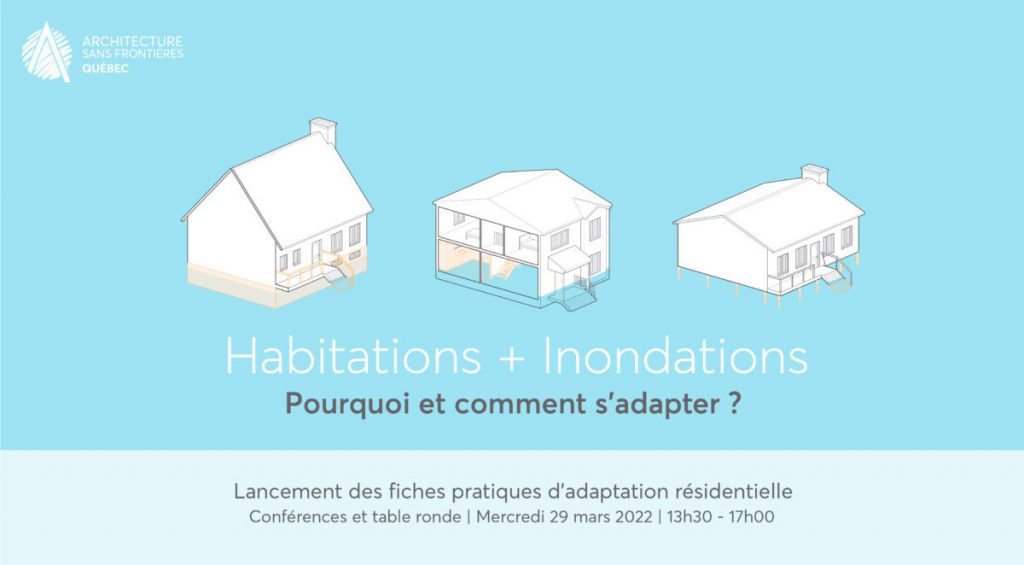 ARCHITECTURE
SANS FRONTIÈRES
QUÉBEC
Habitations + Inondations
Pourquoi et comment s'adapter ?
Lancement des fiches pratiques d'adaptation résidentielle
Conférences et table ronde | Mercredi 29 mars 2022 | 13h30 - 17h00